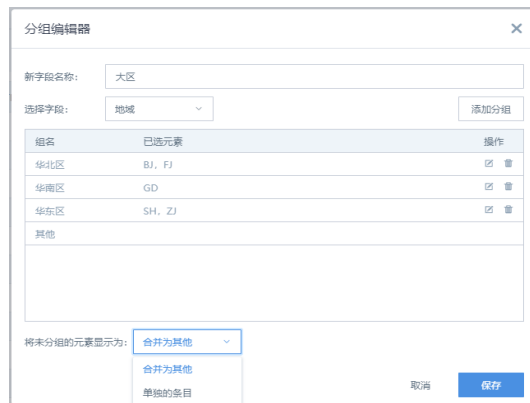 分组编辑器
新字段名称： 大区
选择字段： 地域 添加分组
组名 已选元素 操作
华北区 BJ，FJ
华南区 GD
华东区 SH，ZJ
其他
将未分组的元素显示为： 合并为其他
合并为其他
单独的条目
取消 保存